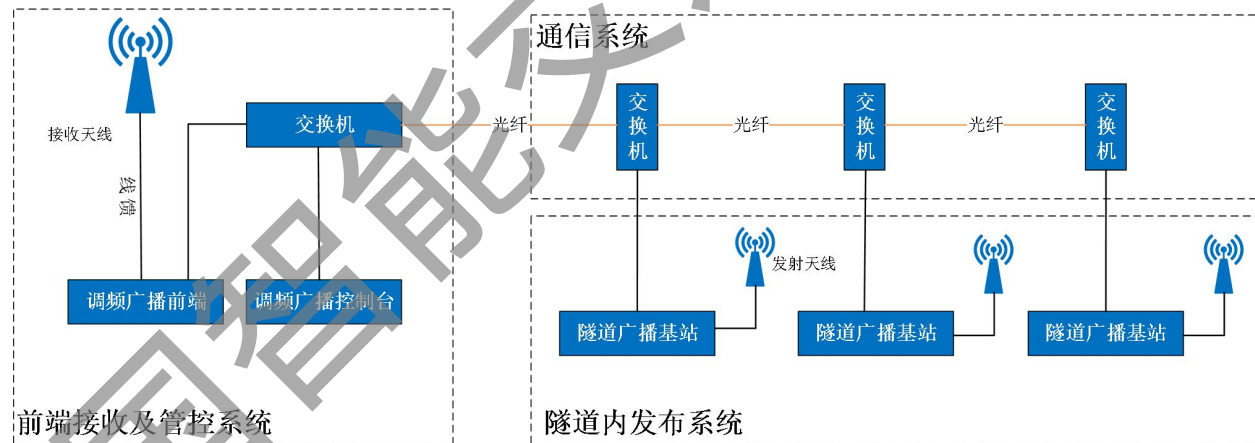 通信系统
接收天线
线馈
交换机
光纤
交换机
光纤
交换机
光纤
交换机
调频广播前端
调频广播控制台
发射天线
隧道广播基站
隧道广播基站
隧道广播基站
前端接收及管控系统
隧道内发布系统
国智能交